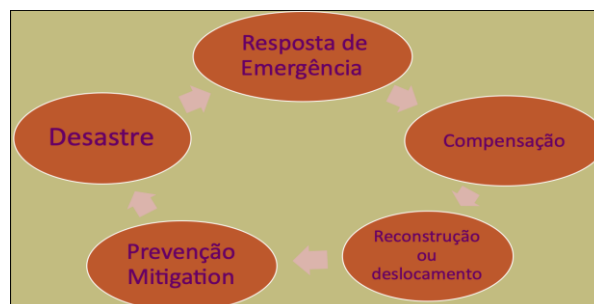 Resposta de
Emergência
Desastre
Compensação
Reconstrução
ou
deslocamento
Prevenção
Mitigation